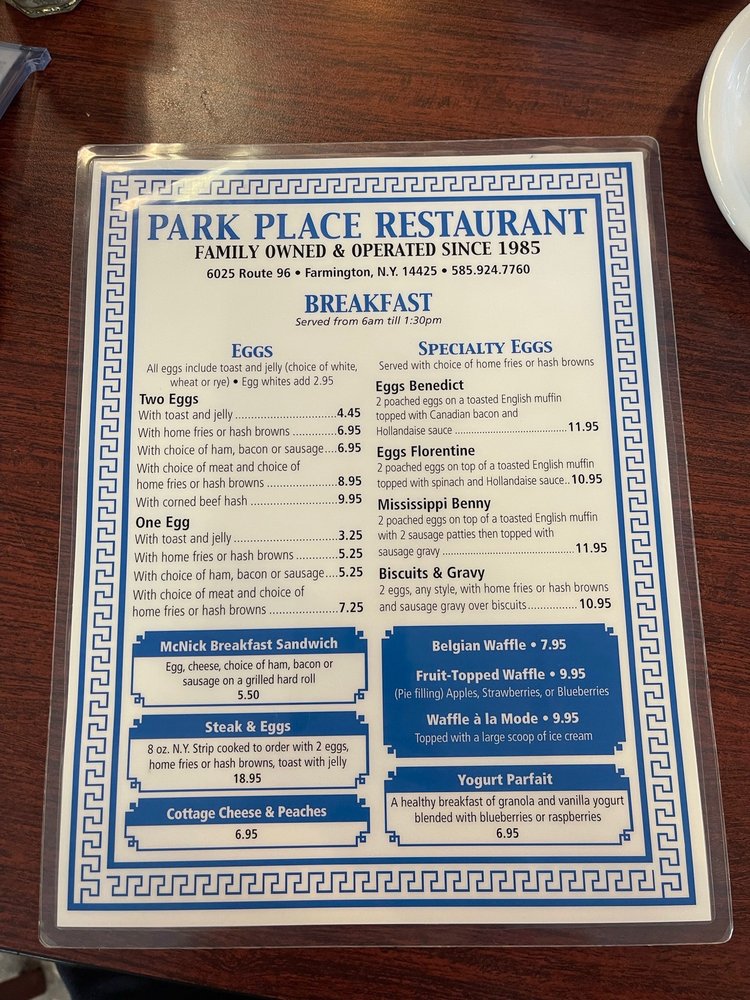 PARK PLACE RESTAURANT
FAMILY OWNED & OPERATED SINCE 1985
6025 Route 96 • Farmington, N.Y. 14425 • 585.924.7760
BREAKFAST
Served from 6am till 1:30pm
EGGS
All eggs include toast and jelly (choice of white,
wheat or rye) • Egg whites add 2.95
Two Eggs
With toast and jelly ........................4.45
With home fries or hash browns ...........6.95
With choice of ham, bacon or sausage....6.95
With choice of meat and choice of
home fries or hash browns .................8.95
With corned beef hash ......................9.95
One Egg
With toast and jelly ................................3.25
With home fries or hash browns ...........5.25
With choice of ham, bacon or sausage....5.25
With choice of meat and choice of
home fries or hash browns .................7.25
McNick Breakfast Sandwich
Egg, cheese, choice of ham, bacon or
sausage on a grilled hard roll
5.50
Steak & Eggs
8 oz. N.Y. Strip cooked to order with 2 eggs,
home fries or hash browns, toast with jelly
18.95
Cottage Cheese & Peaches
6.95
SPECIALTY EGGS
Served with choice of home fries or hash browns
Eggs Benedict
2 poached eggs on a toasted English muffin
topped with Canadian bacon and
Hollandaise sauce ...................................11.95
Eggs Florentine
2 poached eggs on top of a toasted English muffin
topped with spinach and Hollandaise sauce..10.95
Mississippi Benny
2 poached eggs on top of a toasted English muffin
with 2 sausage patties then topped with
sausage gravy .........................................11.95
Biscuits & Gravy
2 eggs, any style, with home fries or hash browns
and sausage gravy over biscuits.................10.95
Belgian Waffle • 7.95
Fruit-Topped Waffle • 9.95
(Pie filling) Apples, Strawberries, or Blueberries
Waffle à la Mode • 9.95
Topped with a large scoop of ice cream
Yogurt Parfait
A healthy breakfast of granola and vanilla yogurt
blended with blueberries or raspberries
6.95